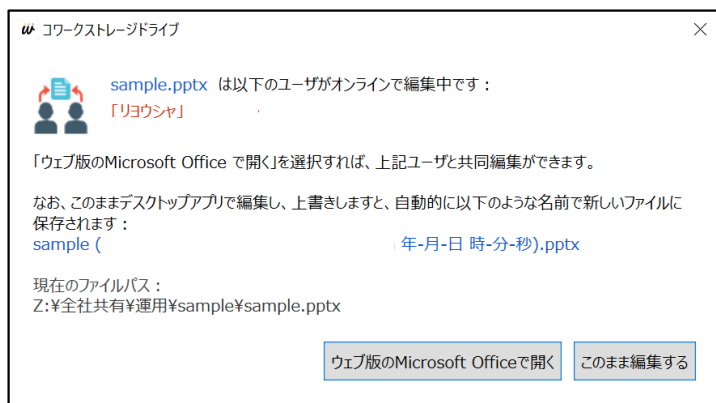 コワークストレージドライブ
sample.pptx は以下のユーザがオンラインで編集中です：
「リヨウシャ」
「ウェブ版のMicrosoft Office で開く」を選択すれば、上記ユーザと共同編集ができます。
なお、このままデスクトップアプリで編集し、上書きしますと、自動的に以下のような名前で新しいファイルに
保存されます：
sample ( 年-月-日 時-分-秒).pptx
現在のファイルパス：
Z:¥全社共有¥運用¥sample¥sample.pptx
ウェブ版のMicrosoft Officeで開く このまま編集する